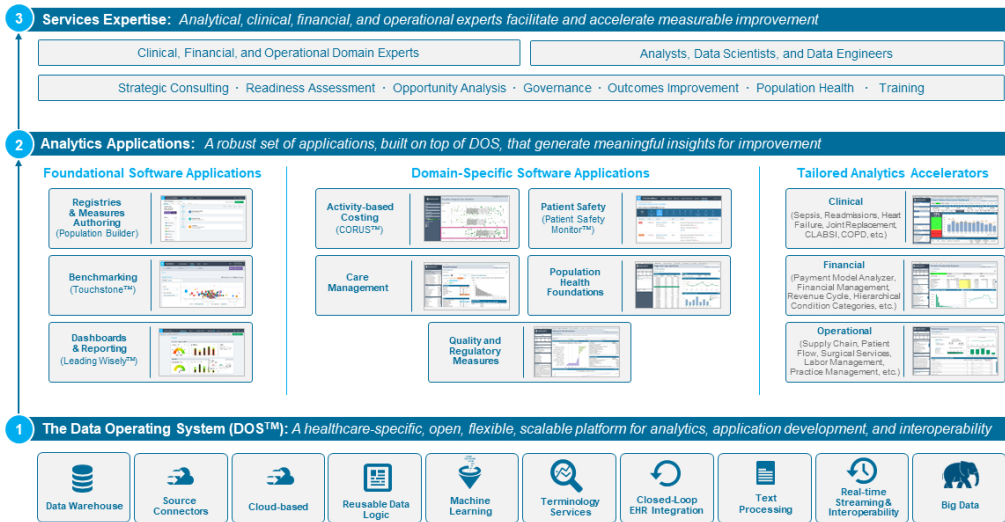 3 Services Expertise: Analytical, clinical, financial, and operational experts facilitate and accelerate measurable improvement
Clinical, Financial, and Operational Domain Experts
Analysts, Data Scientists, and Data Engineers
Strategic Consulting · Readiness Assessment · Opportunity Analysis · Governance · Outcomes Improvement · Population Health · Training
2 Analytics Applications: A robust set of applications, built on top of DOS, that generate meaningful insights for improvement
Foundational Software Applications
Registries
& Measures
Authoring
(Population Builder)
Benchmarking
(Touchstone™)
Dashboards
& Reporting
(Leading Wisely™)
Domain-Specific Software Applications
Activity-based
Costing
(CORUS™)
Patient Safety
(Patient Safety
Monitor™)
Care
Management
Population
Health
Foundations
Quality and
Regulatory
Measures
Tailored Analytics Accelerators
Clinical
(Sepsis, Readmissions, Heart
Failure, Joint Replacement,
CLABSI, COPD, etc.)
Financial
(Payment Model Analyzer,
Financial Management,
Revenue Cycle, Hierarchical
Condition Categories, etc.)
Operational
(Supply Chain, Patient
Flow, Surgical Services,
Labor Management,
Practice Management, etc.)
1 The Data Operating System (DOS™): A healthcare-specific, open, flexible, scalable platform for analytics, application development, and interoperability
Data Warehouse
Source
Connectors
Cloud-based
Reusable Data
Logic
Machine
Learning
Terminology
Services
Closed-Loop
EHR Integration
Text
Processing
Real-time
Streaming &
Interoperability
Big Data